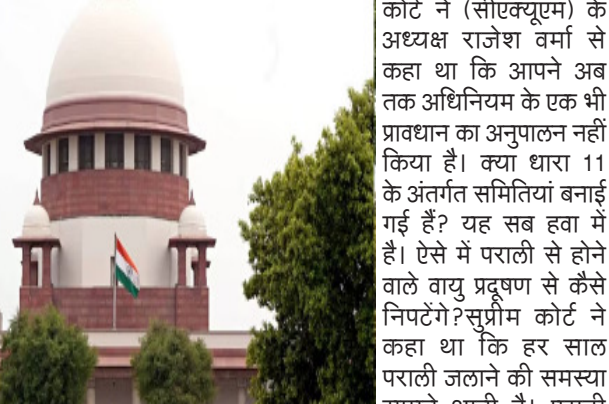 कोर्ट ने (सीएक्यूएम) के
अध्यक्ष राजेश वर्मा से
कहा था कि आपने अब
तक अधिनियम के एक भी
प्रावधान का अनुपालन नहीं
किया है। क्या धारा 11
के अंतर्गत समितियां बनाई
गई हैं? यह सब हवा में
है। ऐसे में पराली से होने
वाले वायु प्रदूषण से कैसे
निपटेंगे?सुप्रीम कोर्ट ने
कहा था कि हर साल
पराली जलाने की समस्या